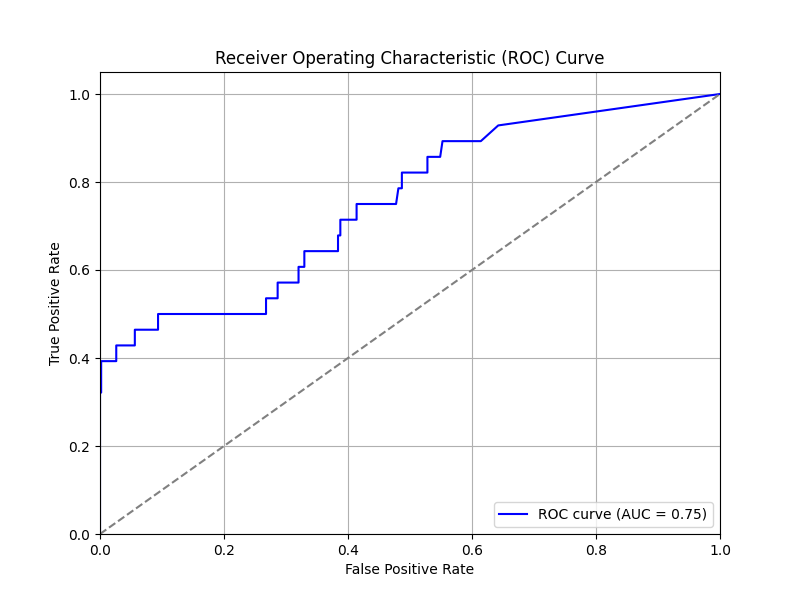 Receiver Operating Characteristic (ROC) Curve
1.0
0.8
0.6
0.4
0.2
0.0
True Positive Rate
ROC curve (AUC = 0.75)
0.0 0.2 0.4 0.6 0.8 1.0
False Positive Rate